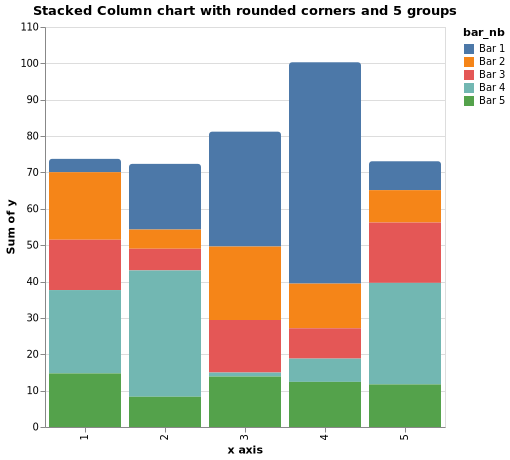 Stacked Column chart with rounded corners and 5 groups
bar_nb
Bar 1
Bar 2
Bar 3
Bar 4
Bar 5
Sum of y
110
100
90
80
70
60
50
40
30
20
10
0
1
2
3
4
5
x axis